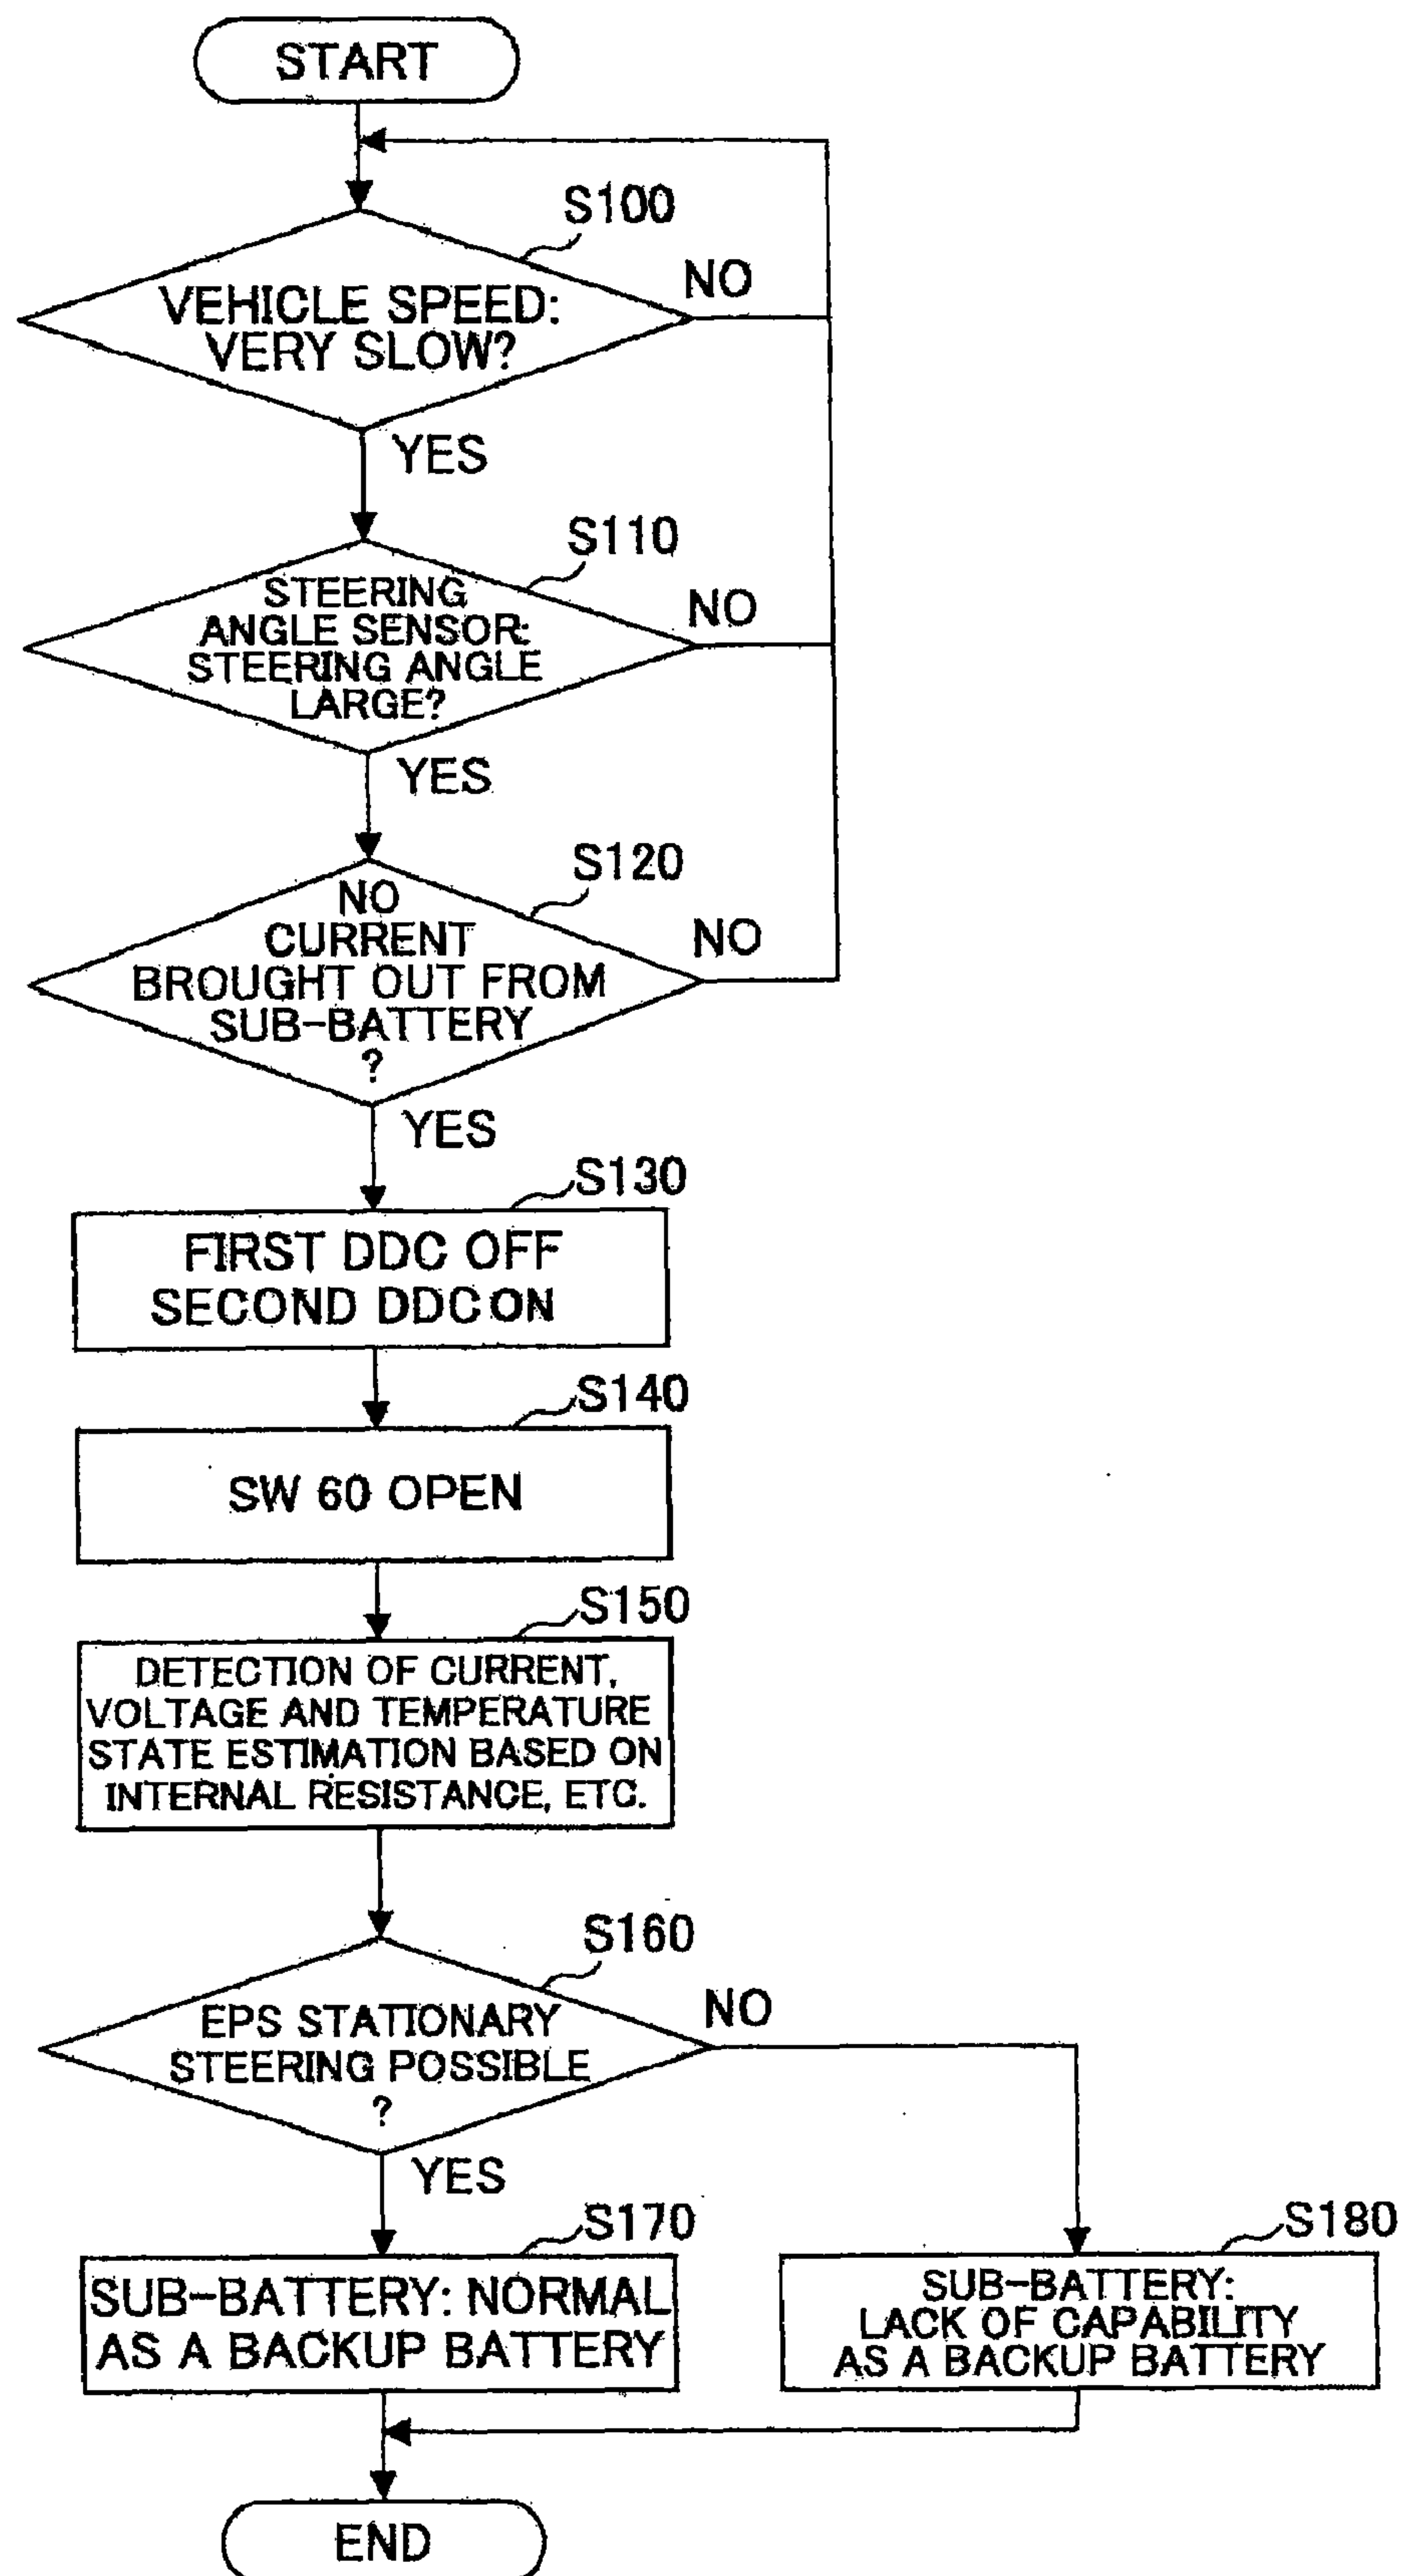 START
S100
VEHICLE SPEED:
VERY SLOW?
NO
YES
S110
STEERING
ANGLE SENSOR:
STEERING ANGLE
LARGE?
NO
YES
S120
NO
CURRENT
BROUGHT OUT FROM
SUB-BATTERY
?
NO
YES
S130
FIRST DDC OFF
SECOND DDC ON
S140
SW 60 OPEN
S150
DETECTION OF CURRENT,
VOLTAGE AND TEMPERATURE
STATE ESTIMATION BASED ON
INTERNAL RESISTANCE, ETC.
S160
EPS STATIONARY
STEERING POSSIBLE
?
NO
YES
S170
SUB-BATTERY: NORMAL
AS A BACKUP BATTERY
S180
SUB-BATTERY:
LACK OF CAPABILITY
AS A BACKUP BATTERY
END